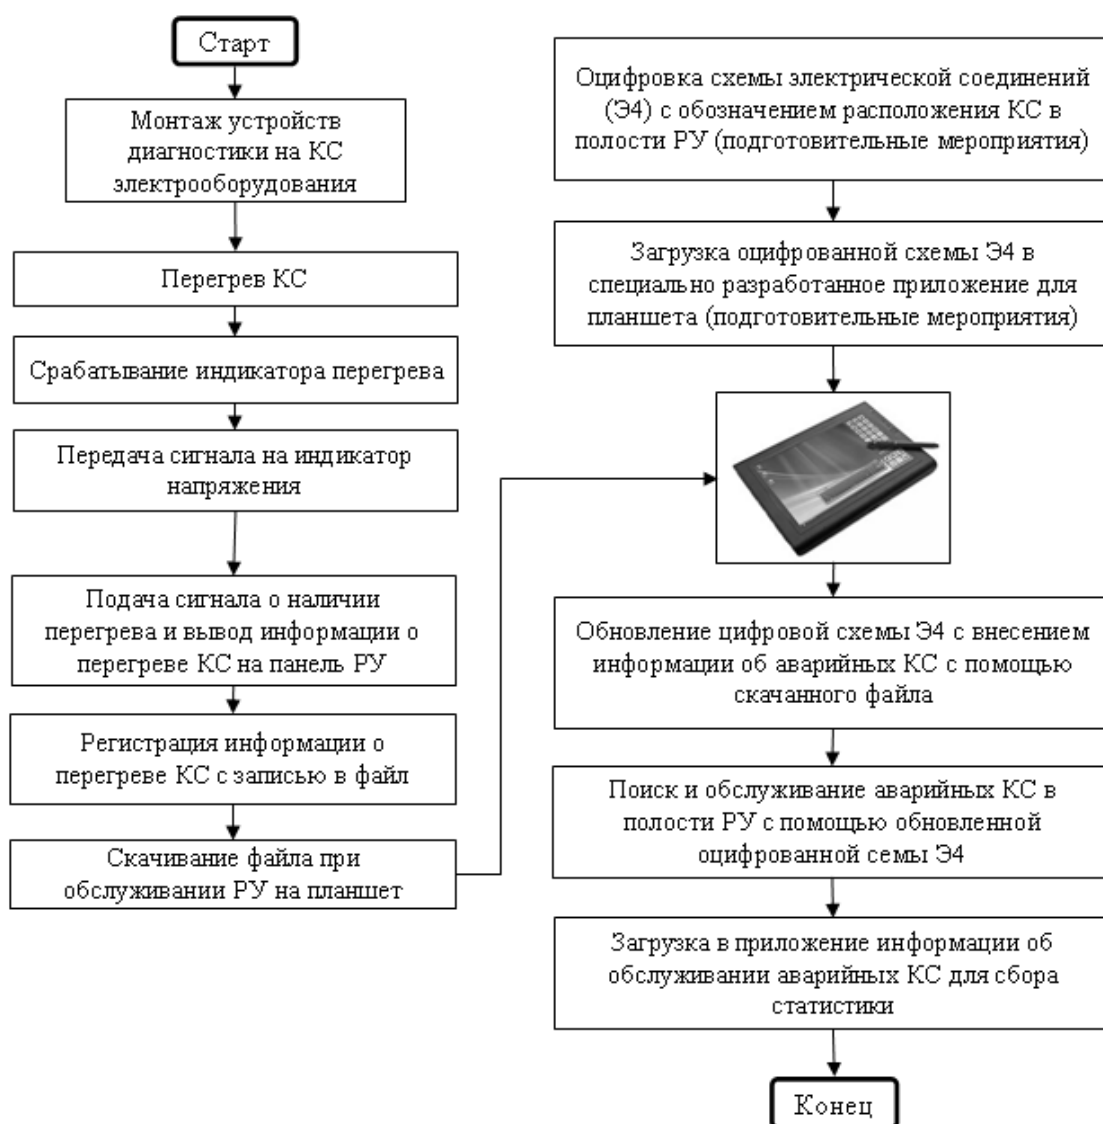 Старт
Монтаж устройств
диагностики на КС
электрооборудования
Перегрев КС
Срабатывание индикатора перегрева
Передача сигнала на индикатор
напряжения
Подача сигнала о наличии
перегрева и вывод информации о
перегреве КС на панель РУ
Регистрация информации о
перегреве КС с записью в файл
Скачивание файла при
обслуживании РУ на планшет
Оцифровка схемы электрической соединений
(Э4) с обозначением расположения КС в
полости РУ (подготовительные мероприятия)
Загрузка оцифрованной схемы Э4 в
специально разработанное приложение для
планшета (подготовительные мероприятия)
Обновление цифровой схемы Э4 с внесением
информации об аварийных КС с помощью
скачанного файла
Поиск и обслуживание аварийных КС в
полости РУ с помощью обновленной
оцифрованной семы Э4
Загрузка в приложение информации об
обслуживании аварийных КС для сбора
статистики
Конец